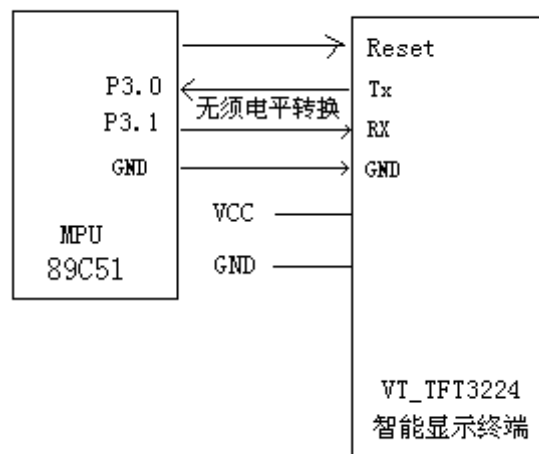 Reset
P3.0
Tx
无须电平转换
P3.1
RX
GND
GND
VCC
MPU
GND
89C51
VT_TFT3224
智能显示终端